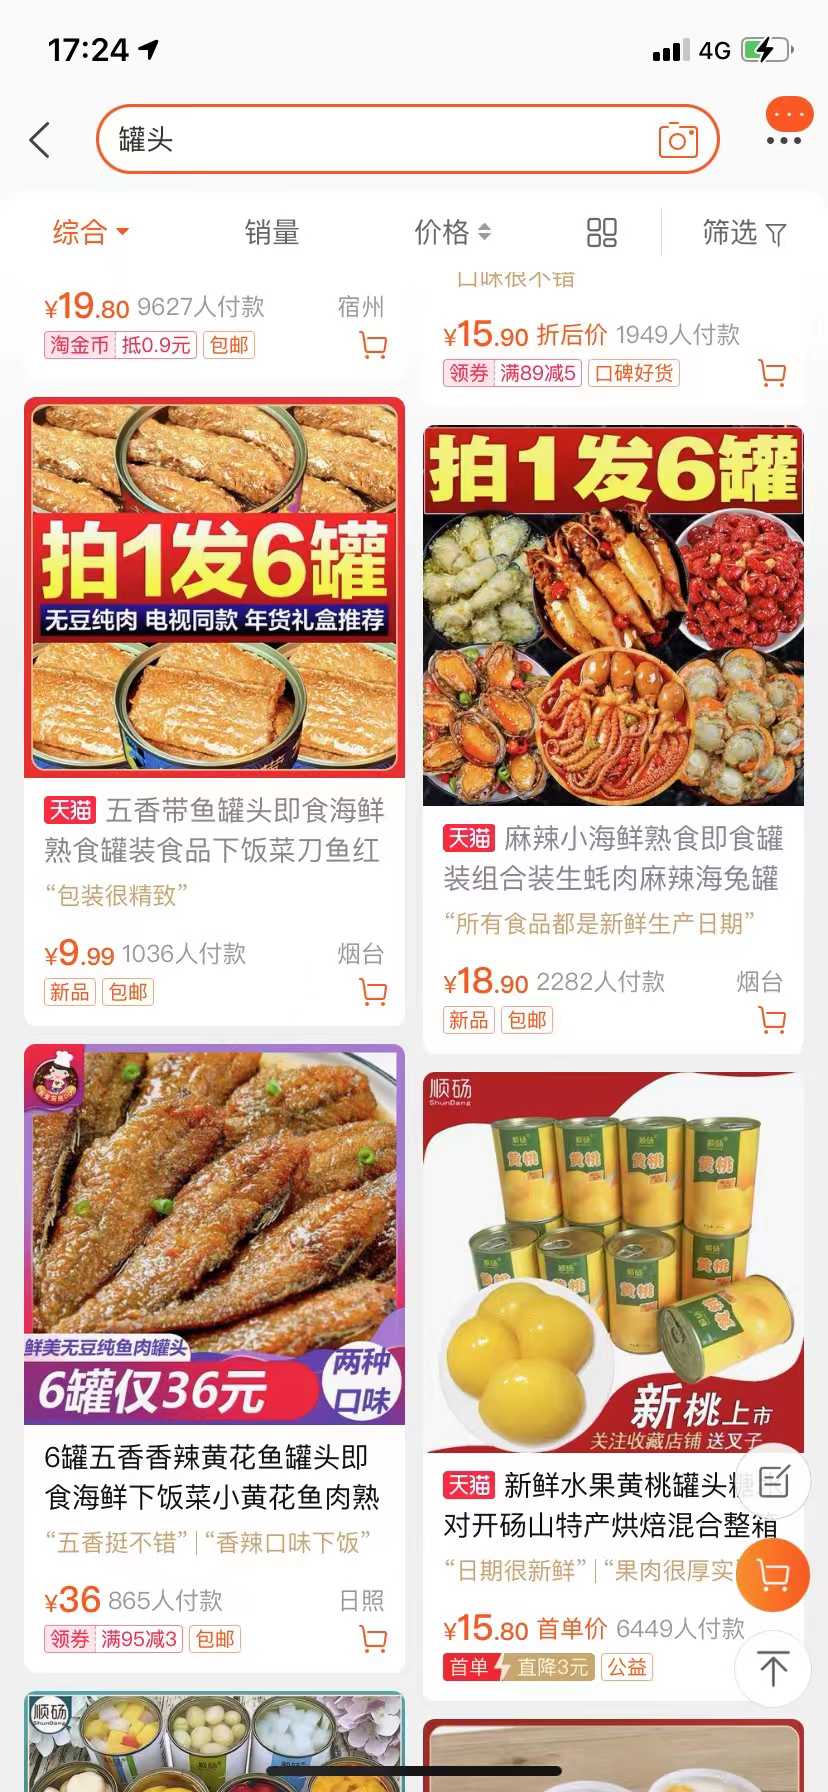 17:24
4G
罐头
综合
销量
价格
筛选
¥19.80 9627人付款 宿州
淘金币 抵0.9元 包邮
口味很不错
¥15.90 折后价 1949人付款
领券 满89减5 口碑好货
拍1发6罐
无豆纯肉 电视同款 年货礼盒推荐
天猫 五香带鱼罐头即食海鲜
熟食罐装食品下饭菜刀鱼红
“包装很精致”
¥9.99 1036人付款 烟台
新品 包邮
拍1发6罐
天猫 麻辣小海鲜熟食即食罐
装组合装生蚝肉麻辣海兔罐
“所有食品都是新鲜生产日期”
¥18.90 2282人付款 烟台
新品 包邮
鲜美无豆纯鱼肉罐头
6罐仅36元
两种
口味
6罐五香香辣黄花鱼罐头即
食海鲜下饭菜小黄花鱼肉熟
“五香挺不错” | “香辣口味下饭”
¥36 865人付款 日照
领券 满95减3 包邮
顺砀
ShunDang
黄桃
黄桃
黄桃
黄桃
黄桃
黄桃
黄桃
新桃上市
关注收藏店铺 送叉子
天猫 新鲜水果黄桃罐头糖
对开砀山特产烘焙混合整箱
“日期很新鲜” | “果肉很厚实
¥15.80 首单价 6449人付款
首单 直降3元 公益
顺砀
ShunDang